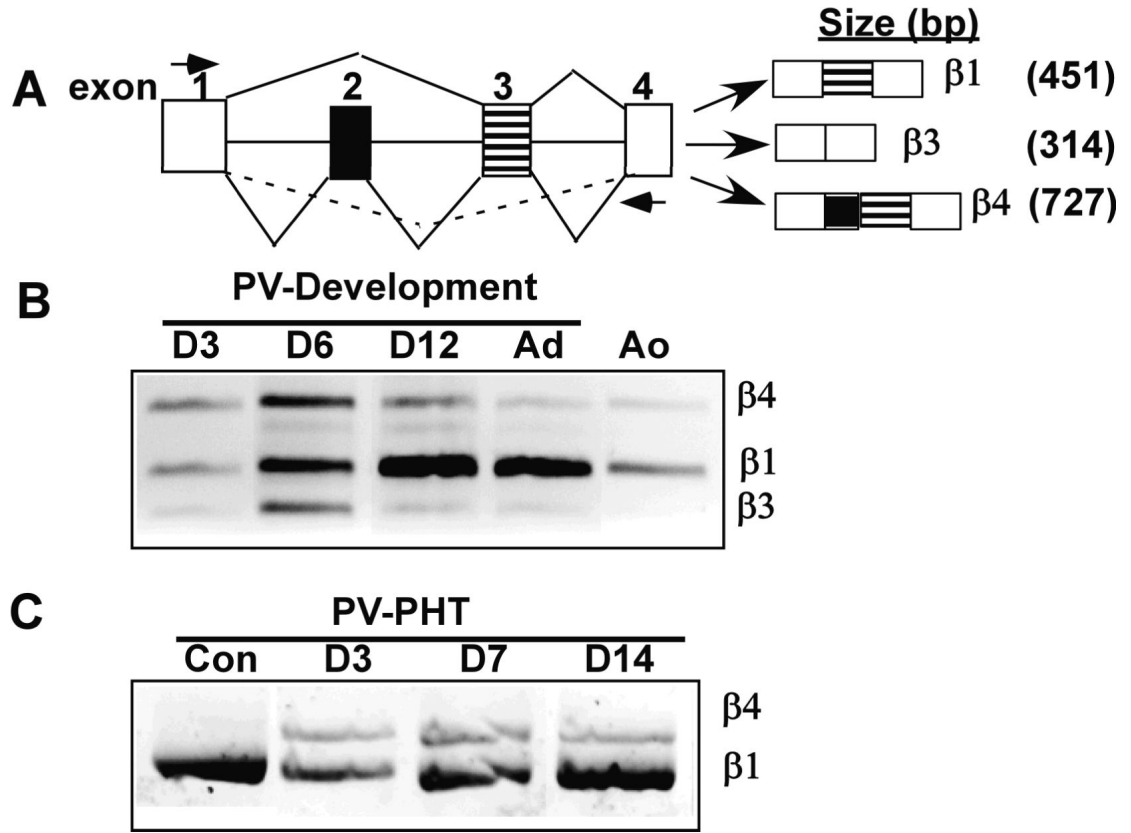 Size (bp)
A exon 1 2 3 4
β1 (451)
β3 (314)
β4 (727)
B
PV-Development
D3 D6 D12 Ad Ao
β4
β1
β3
C
PV-PHT
Con D3 D7 D14
β4
β1